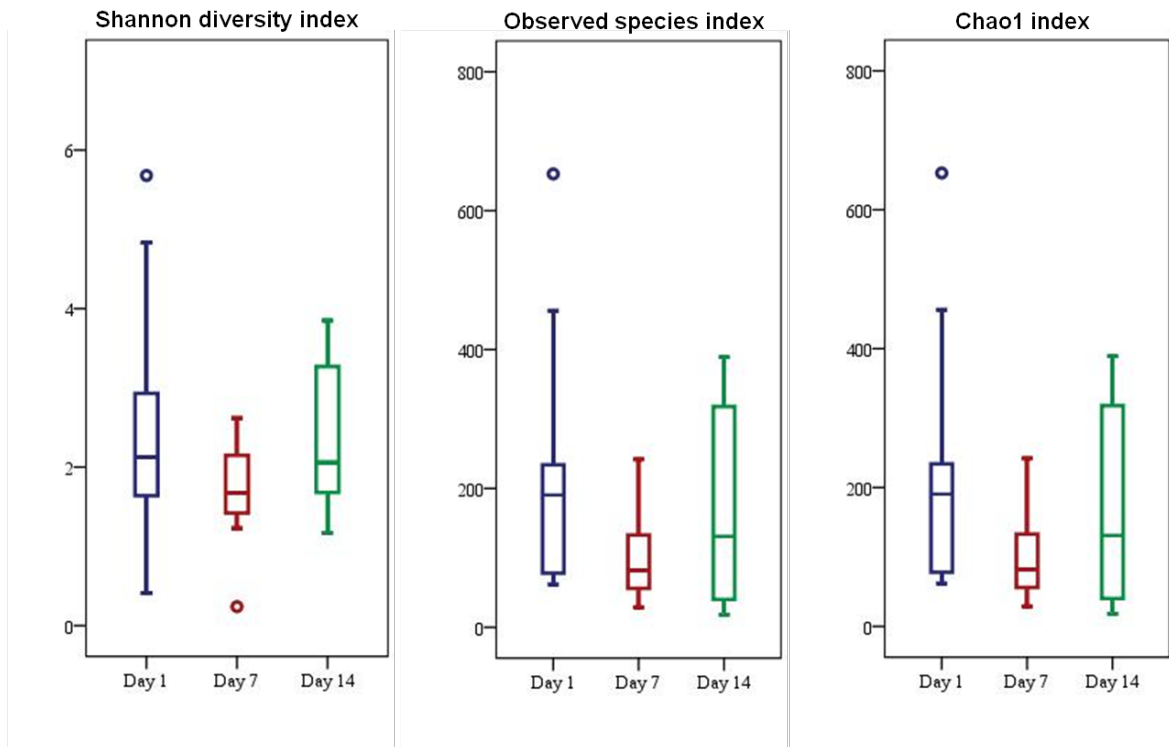 Shannon diversity index
6
4
2
0
Day 1 Day 7 Day 14
Observed species index
800
600
400
200
0
Day 1 Day 7 Day 14
Chao1 index
800
600
400
200
0
Day 1 Day 7 Day 14